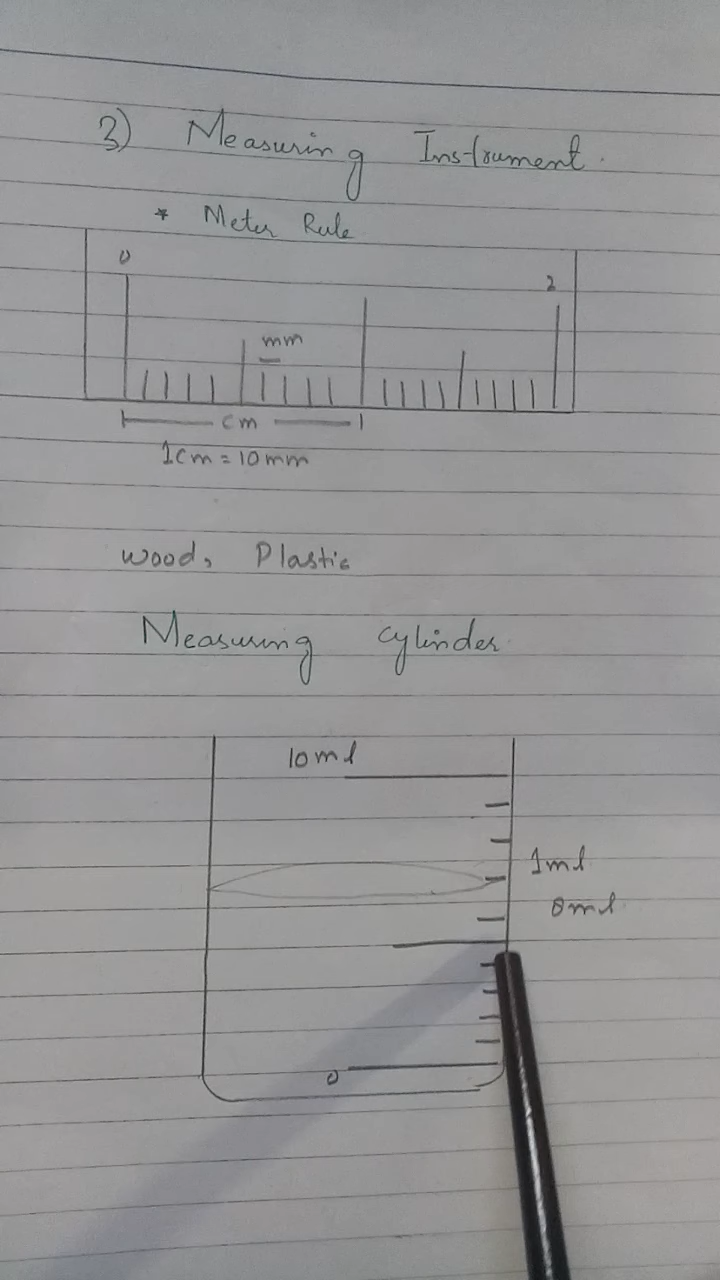 3) Measuring Instrument.
* Meter Rule
0 2
mm
cm
1cm = 10mm
wood, Plastic
Measuring Cylinder
10ml
1ml
8ml
0